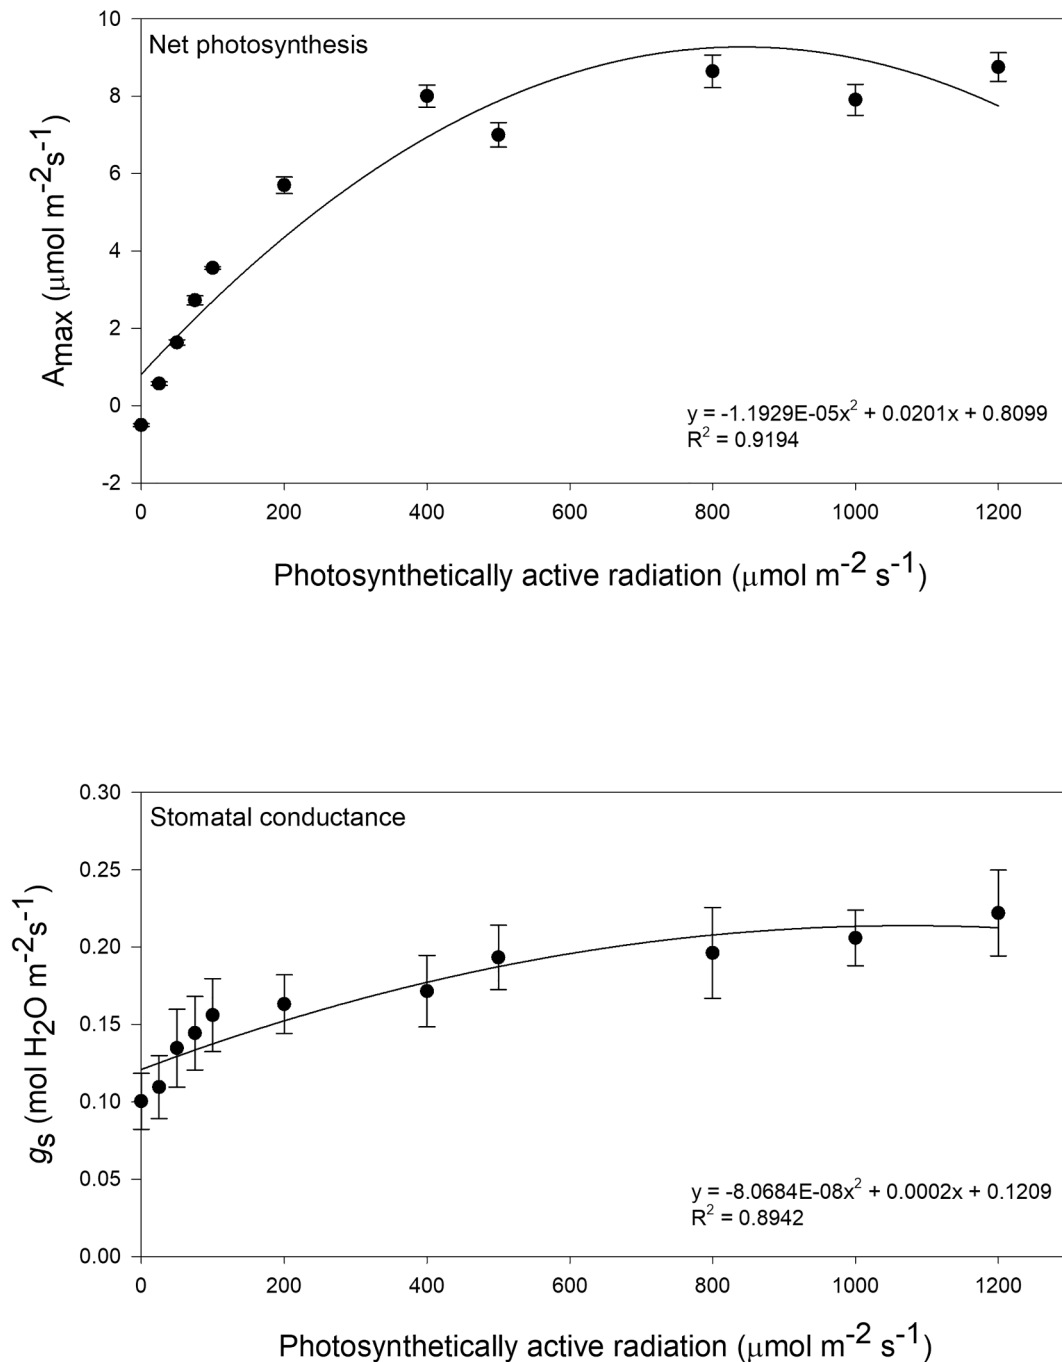 Net photosynthesis
10
8
6
4
2
0
-2
Amax (μmol m-2s-1)
y = -1.1929E-05x2 + 0.0201x + 0.8099
R2 = 0.9194
0 200 400 600 800 1000 1200
Photosynthetically active radiation (μmol m-2 s-1)
Stomatal conductance
0.30
0.25
0.20
0.15
0.10
0.05
0.00
gs (mol H2O m-2s-1)
y = -8.0684E-08x2 + 0.0002x + 0.1209
R2 = 0.8942
0 200 400 600 800 1000 1200
Photosynthetically active radiation (μmol m-2 s-1)